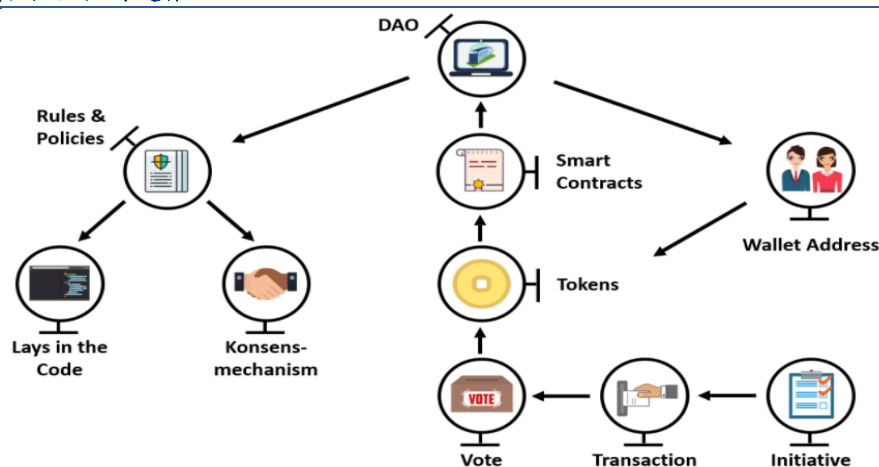 DAO
Rules &
Policies
Smart
Contracts
Wallet Address
Tokens
Lays in the
Code
Konsens-
mechanism
VOTE
Vote
Transaction
Initiative